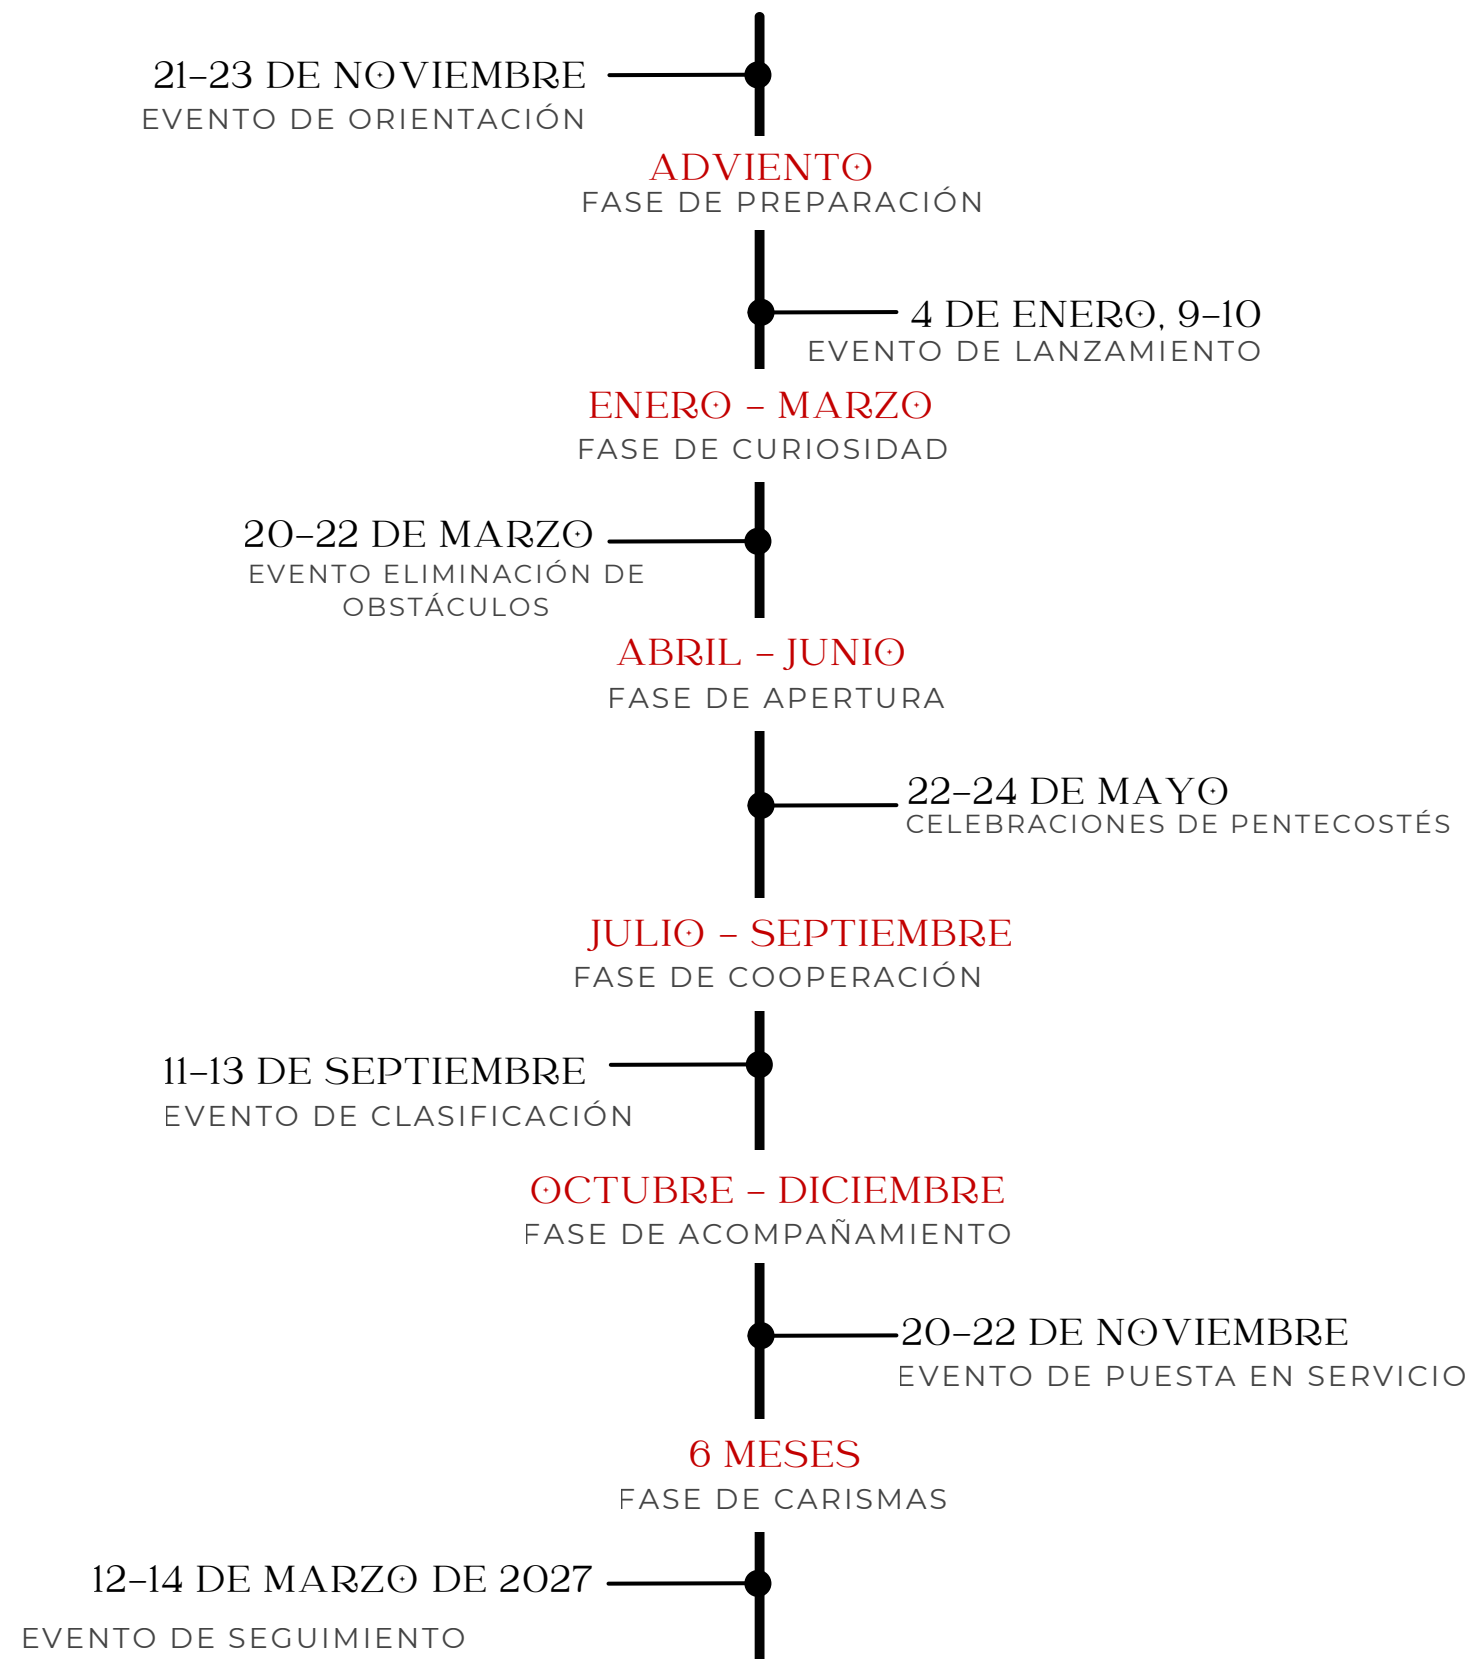 21–23 DE NOVIEMBRE
EVENTO DE ORIENTACIÓN
ADVIENTO
FASE DE PREPARACIÓN
4 DE ENERO, 9–10
EVENTO DE LANZAMIENTO
ENERO – MARZO
FASE DE CURIOSIDAD
20–22 DE MARZO
EVENTO ELIMINACIÓN DE
OBSTÁCULOS
ABRIL – JUNIO
FASE DE APERTURA
22–24 DE MAYO
CELEBRACIONES DE PENTECOSTÉS
JULIO – SEPTIEMBRE
FASE DE COOPERACIÓN
11–13 DE SEPTIEMBRE
EVENTO DE CLASIFICACIÓN
OCTUBRE – DICIEMBRE
FASE DE ACOMPAÑAMIENTO
20–22 DE NOVIEMBRE
EVENTO DE PUESTA EN SERVICIO
6 MESES
FASE DE CARISMAS
12–14 DE MARZO DE 2027
EVENTO DE SEGUIMIENTO